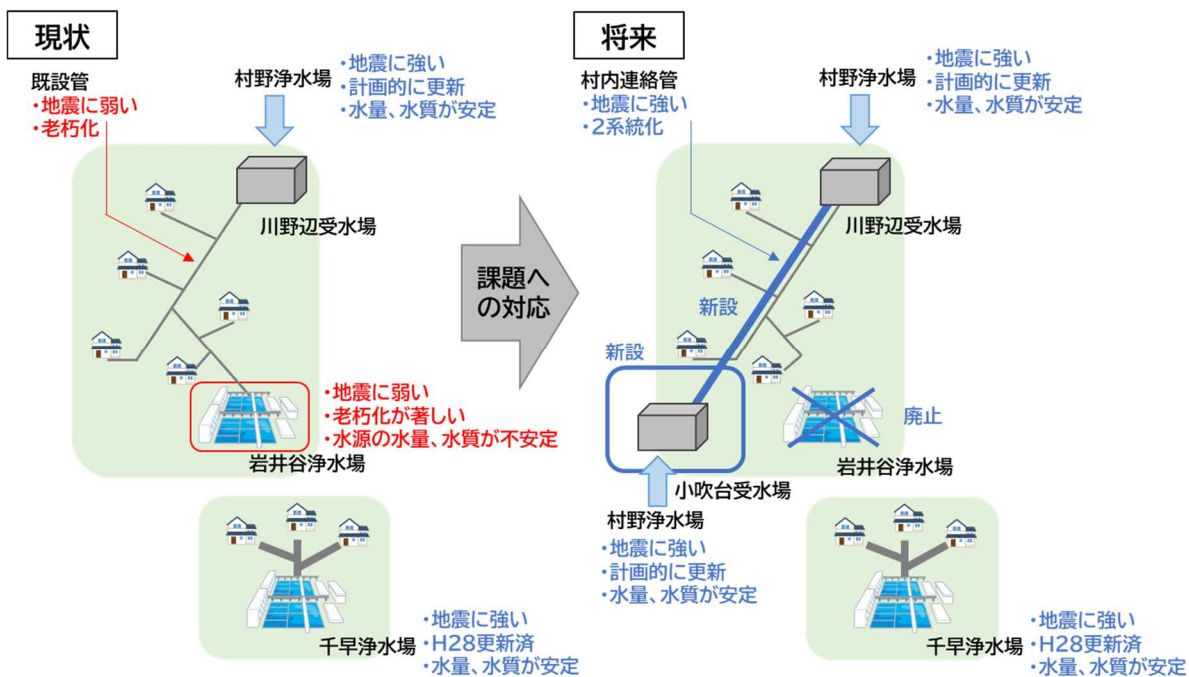 現状
既設管
・地震に弱い
・老朽化
村野浄水場
・地震に強い
・計画的に更新
・水量、水質が安定
川野辺受水場
・地震に弱い
・老朽化が著しい
・水源の水量、水質が不安定
岩井谷浄水場
千早浄水場
・地震に強い
・H28更新済
・水量、水質が安定
課題へ
の対応
将来
村内連絡管
・地震に強い
・2系統化
村野浄水場
・地震に強い
・計画的に更新
・水量、水質が安定
川野辺受水場
新設
新設
廃止
岩井谷浄水場
小吹台受水場
村野浄水場
・地震に強い
・計画的に更新
・水量、水質が安定
千早浄水場
・地震に強い
・H28更新済
・水量、水質が安定